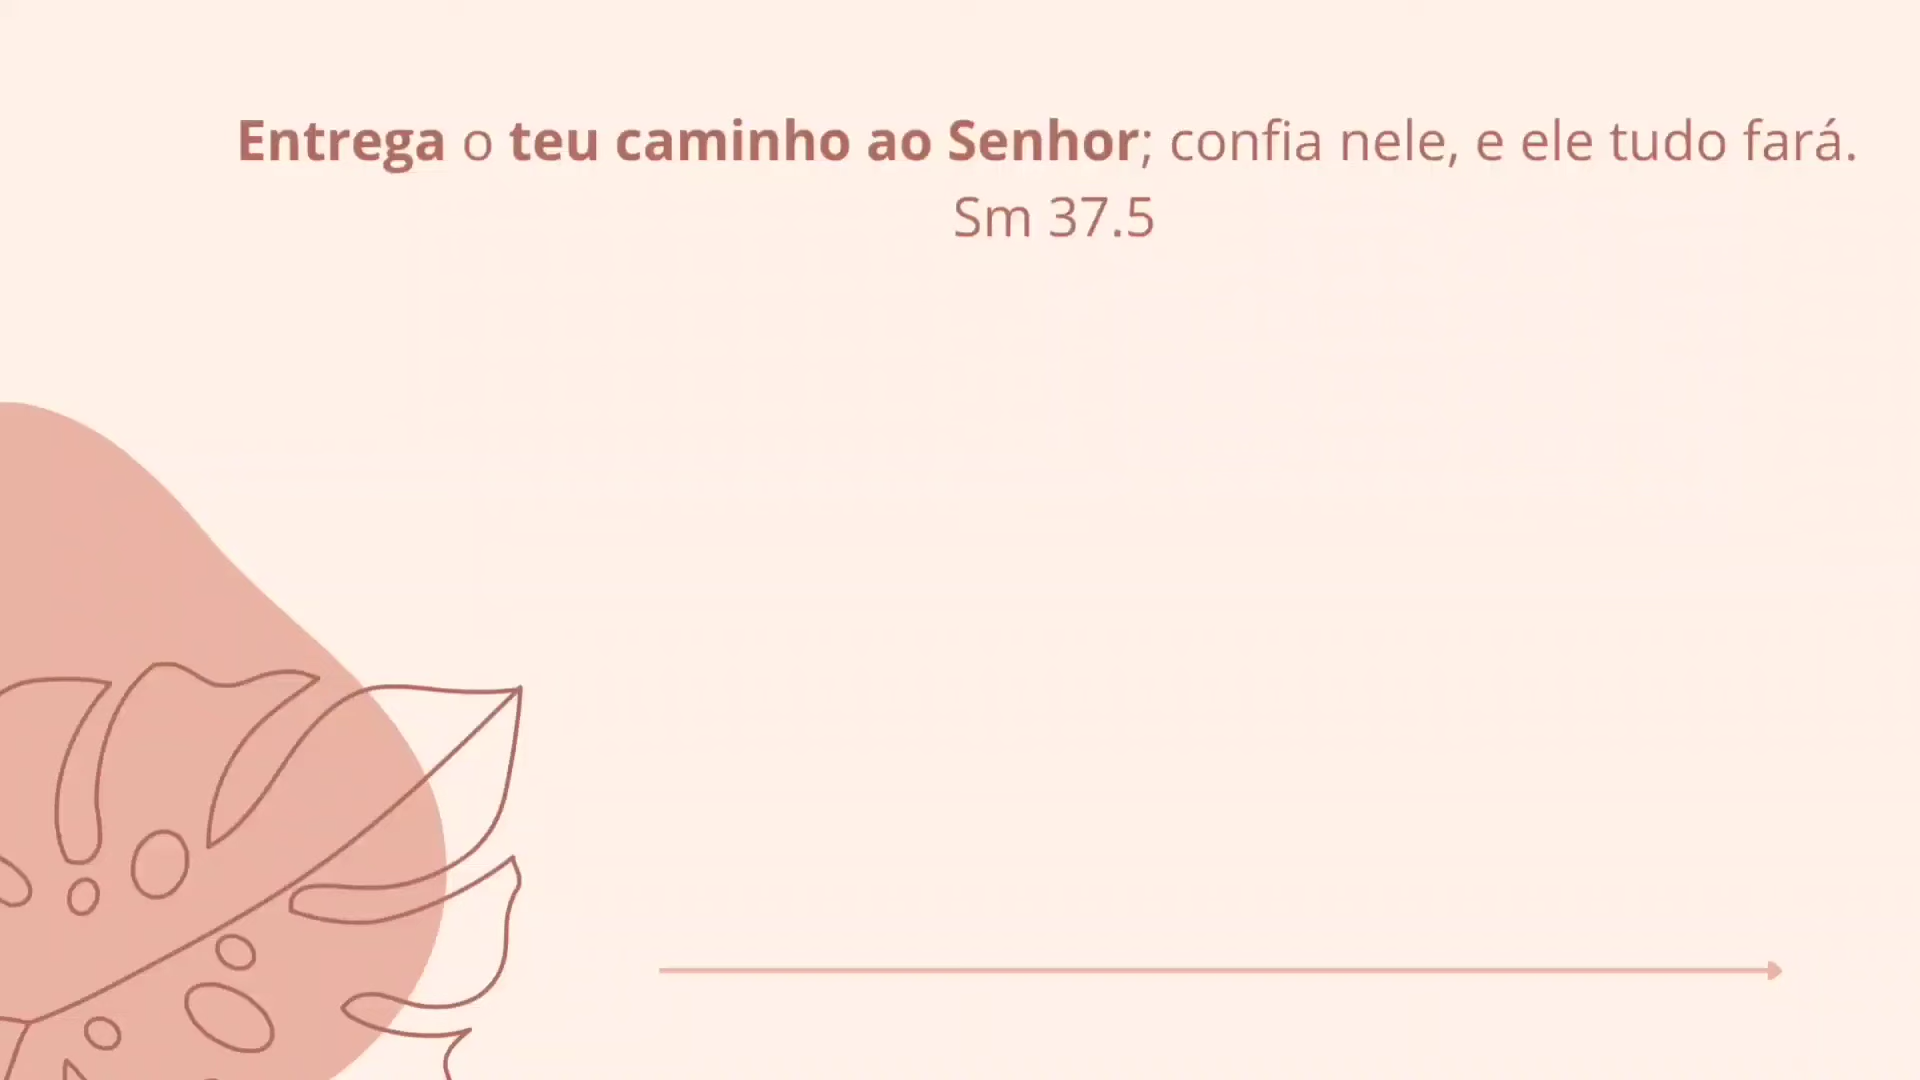 Entrega o teu caminho ao Senhor; confia nele, e ele tudo fará.
Sm 37.5